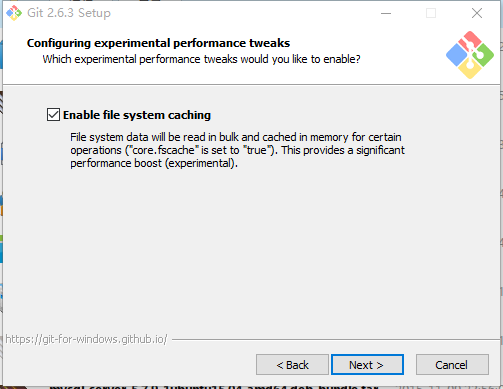 Git 2.6.3 Setup
Configuring experimental performance tweaks
Which experimental performance tweaks would you like to enable?
Enable file system caching
File system data will be read in bulk and cached in memory for certain
operations ("core.fscache" is set to "true"). This provides a significant
performance boost (experimental).
https://git-for-windows.github.io/
< Back
Next >
Cancel